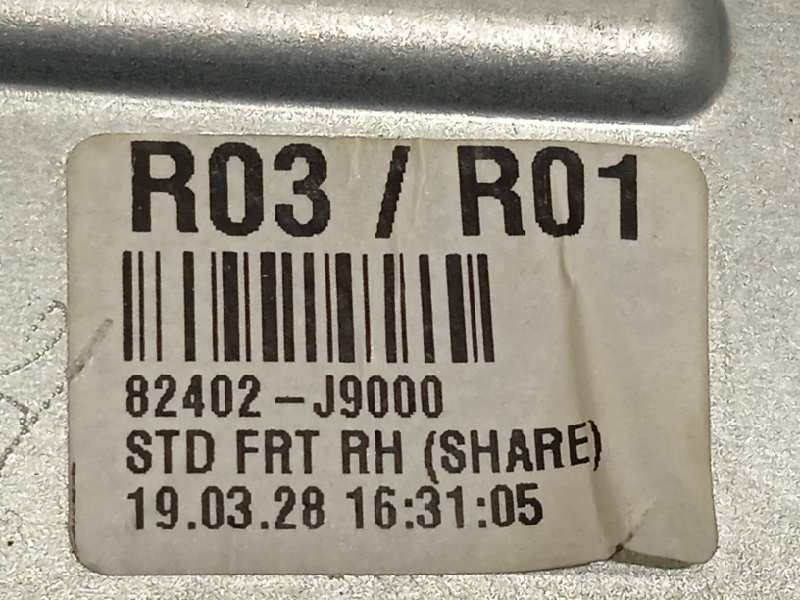 R03 / R01
82402-J9000
STD FRT RH (SHARE)
19.03.28 16:31:05